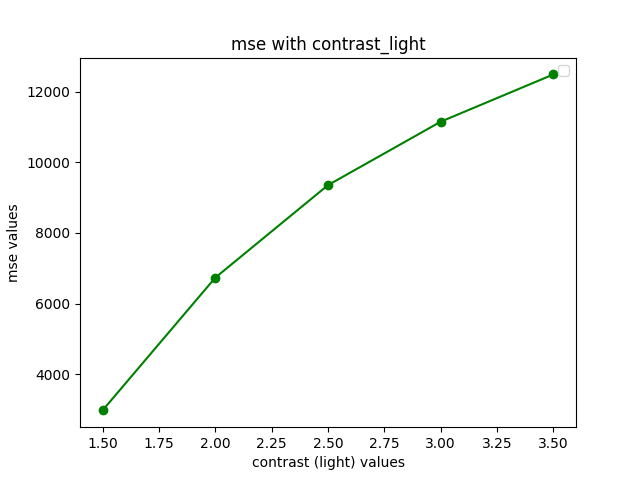 mse with contrast_light
12000
10000
8000
6000
4000
mse values
1.50 1.75 2.00 2.25 2.50 2.75 3.00 3.25 3.50
contrast (light) values